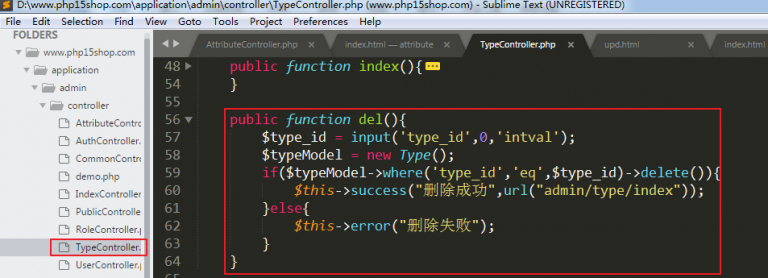 D:\www.php15shop.com\application\admin\controller\TypeController.php (www.php15shop.com) - Sublime Text (UNREGISTERED)
File Edit Selection Find View Goto Tools Project Preferences Help
FOLDERS
www.php15shop.com
application
admin
controller
AttributeContro
AuthController.
CommonContro
demo.php
IndexController
PublicController
RoleController.p
TypeController.
UserController.p
AttributeController.php index.html — attribute TypeController.php upd.html index.html
48 public function index(){
54 }
55
56 public function del(){
57 $type_id = input('type_id',0,'intval');
58 $typeModel = new Type();
59 if($typeModel->where('type_id','eq',$type_id)->delete()){
60 $this->success("删除成功",url("admin/type/index"));
61 }else{
62 $this->error("删除失败");
63 }
64 }